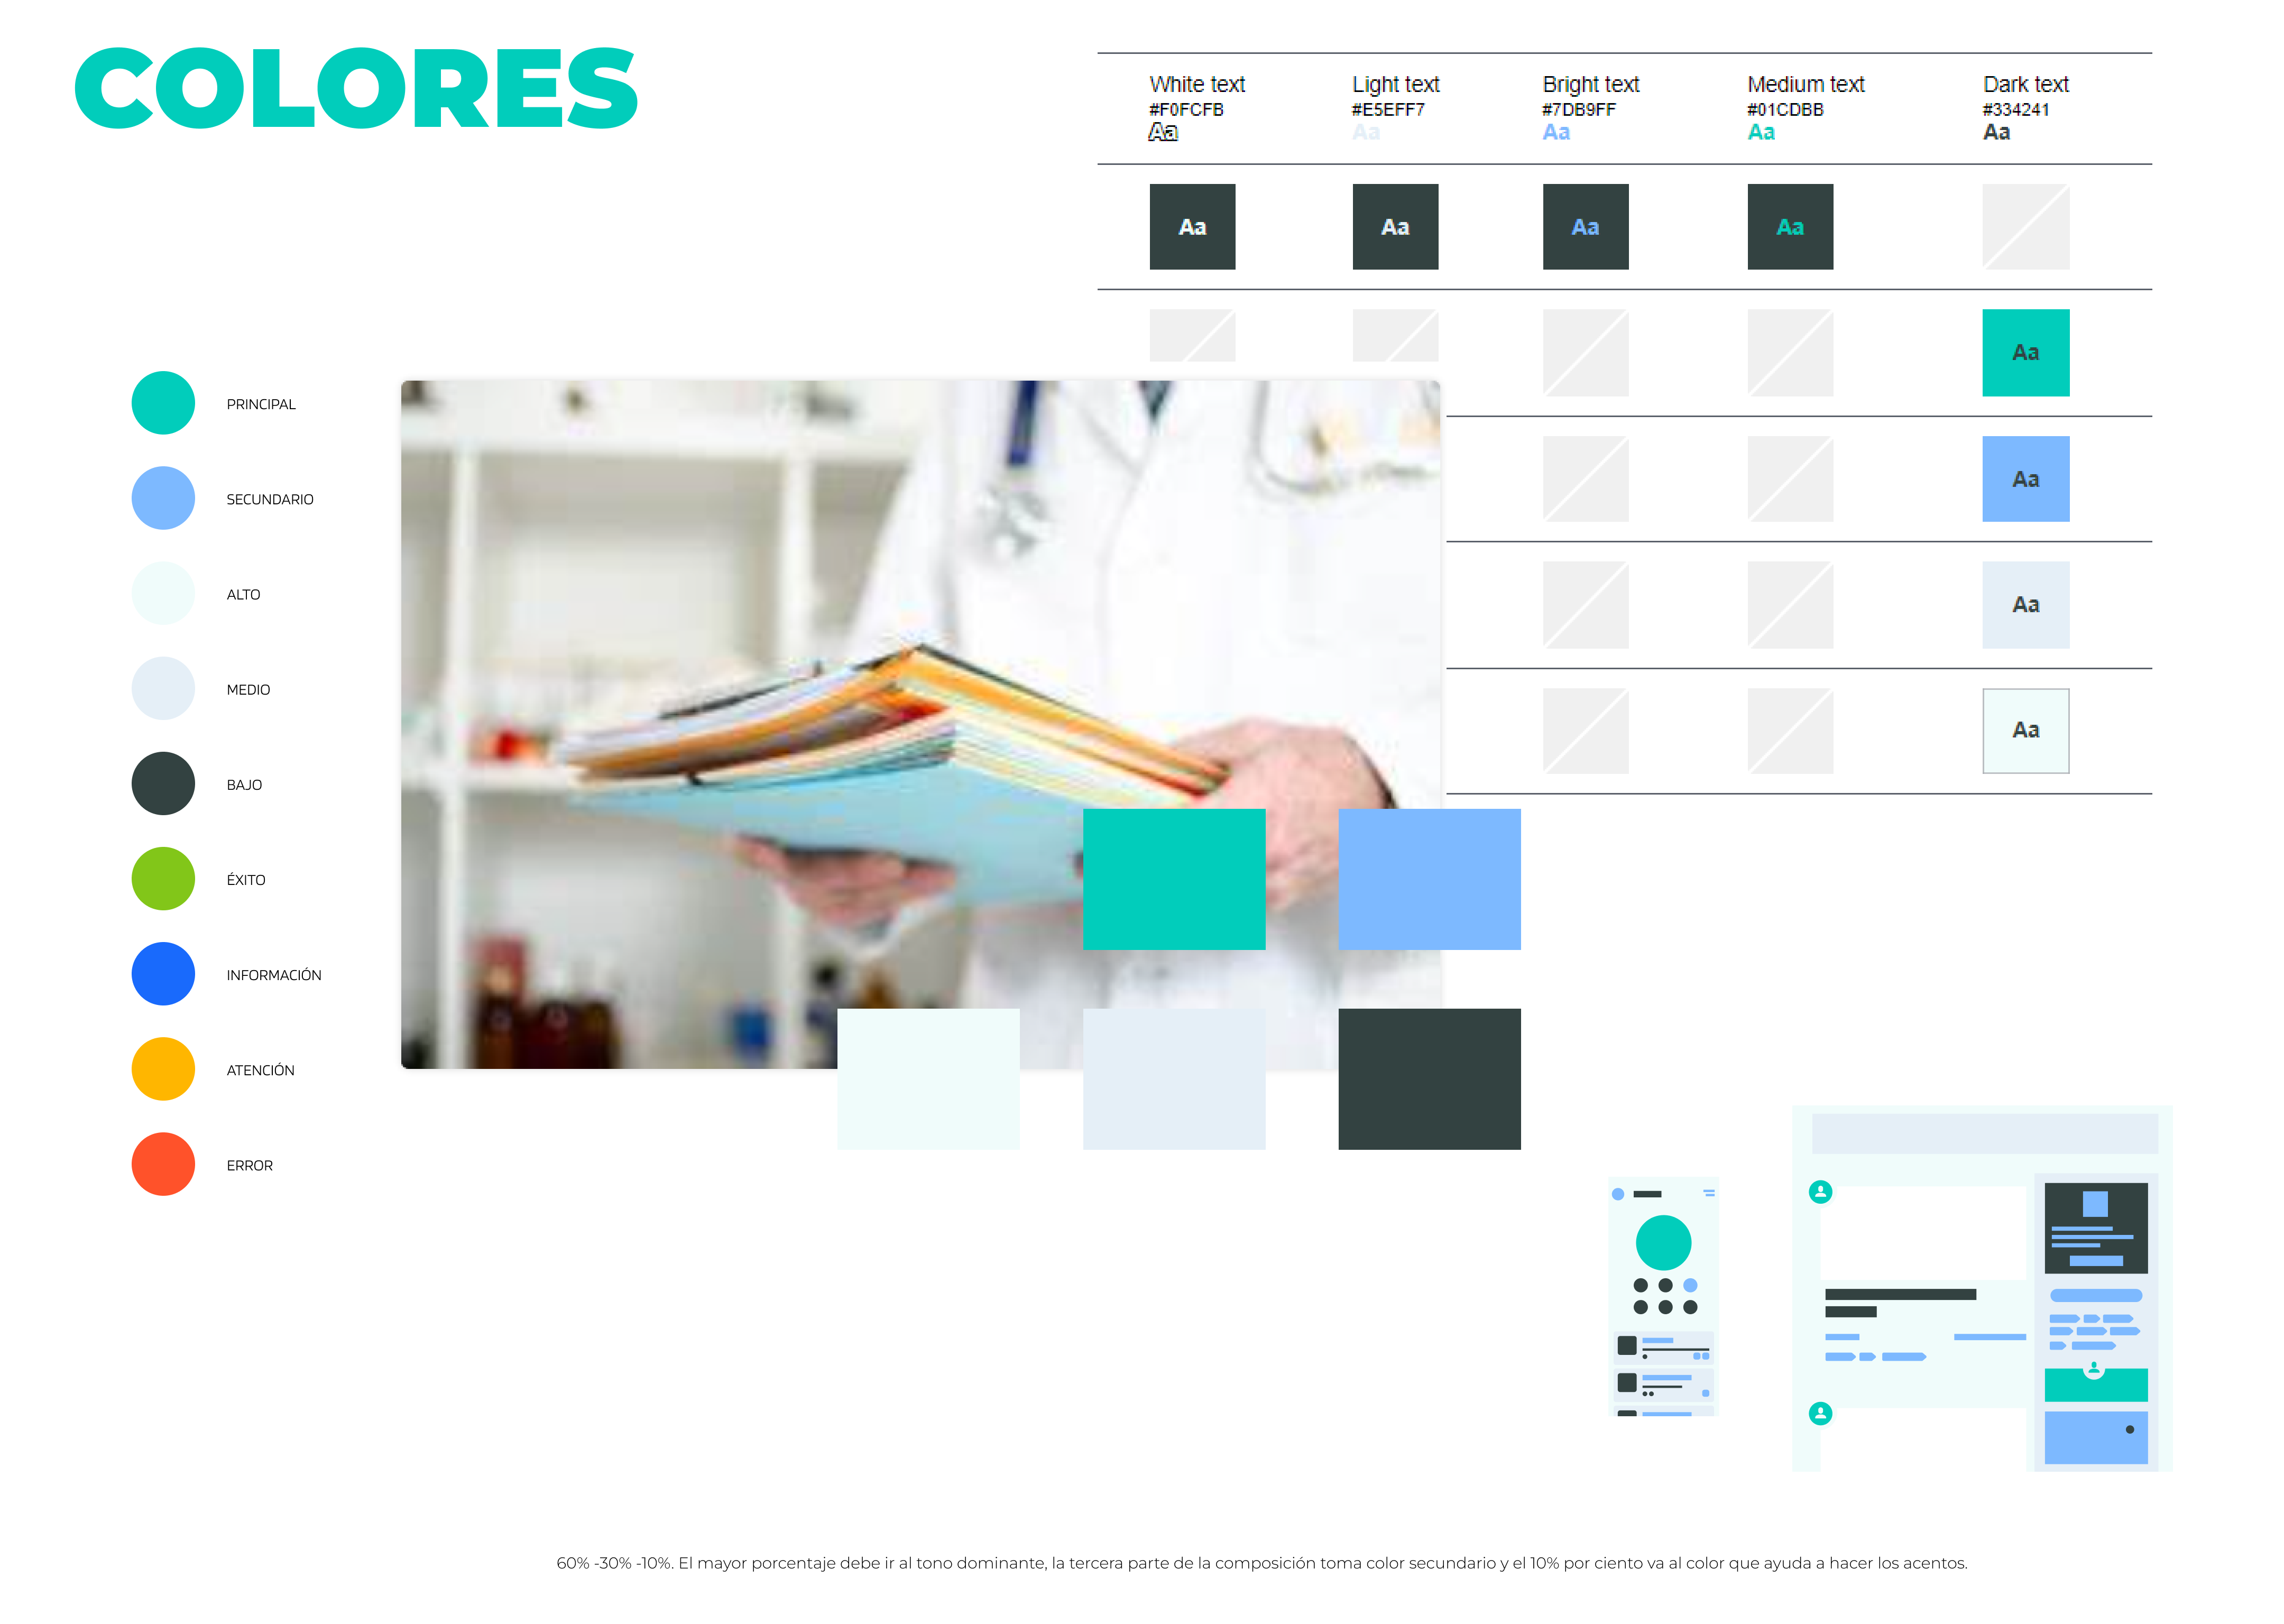 COLORES
White text
#F0FCFB
Aa
Light text
#E5EFF7
Aa
Bright text
#7DB9FF
Aa
Medium text
#01CDBB
Aa
Dark text
#334241
Aa
Aa
Aa
Aa
Aa
Aa
Aa
Aa
Aa
PRINCIPAL
SECUNDARIO
ALTO
MEDIO
BAJO
ÉXITO
INFORMACIÓN
ATENCIÓN
ERROR
60% -30% -10%. El mayor porcentaje debe ir al tono dominante, la tercera parte de la composición toma color secundario y el 10% por ciento va al color que ayuda a hacer los acentos.